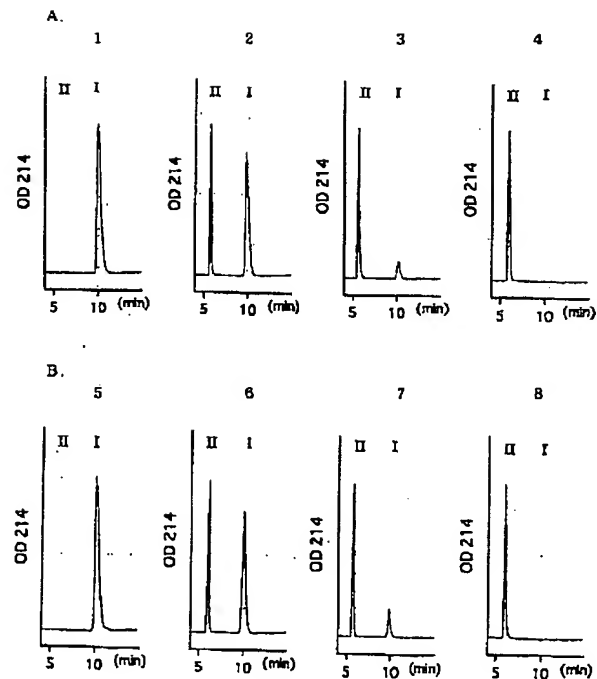 A.
1 2 3 4
II I II I II I II I
OD 214 OD 214 OD 214 OD 214
5 10 (min) 5 10 (min) 5 10 (min) 5 10 (min)
B.
5 6 7 8
II I II I II I II I
OD 214 OD 214 OD 214 OD 214
5 10 (min) 5 10 (min) 5 10 (min) 5 10 (min)